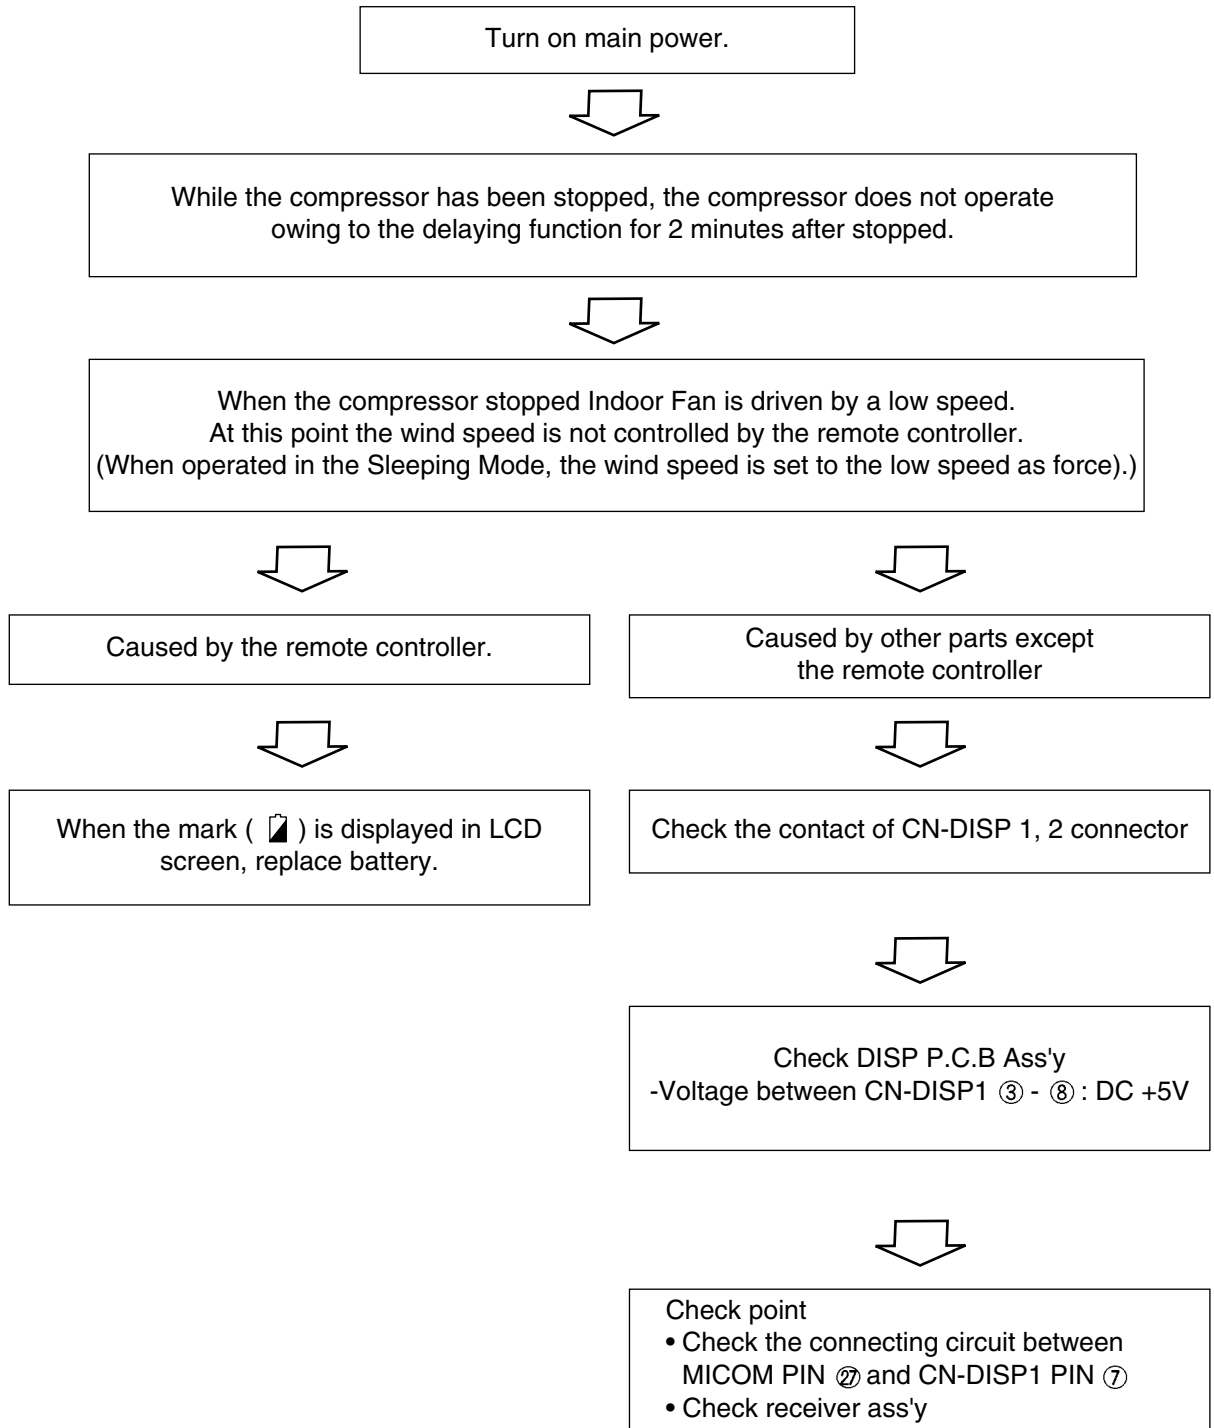 Turn on main power.
While the compressor has been stopped, the compressor does not operate
owing to the delaying function for 2 minutes after stopped.
When the compressor stopped Indoor Fan is driven by a low speed.
At this point the wind speed is not controlled by the remote controller.
(When operated in the Sleeping Mode, the wind speed is set to the low speed as force).)
Caused by the remote controller.
When the mark ( ) is displayed in LCD
screen, replace battery.
Caused by other parts except
the remote controller
Check the contact of CN-DISP 1, 2 connector
Check DISP P.C.B Ass'y
-Voltage between CN-DISP1 ③ - ⑧ : DC +5V
Check point
• Check the connecting circuit between
MICOM PIN ㉗ and CN-DISP1 PIN ⑦
• Check receiver ass'y